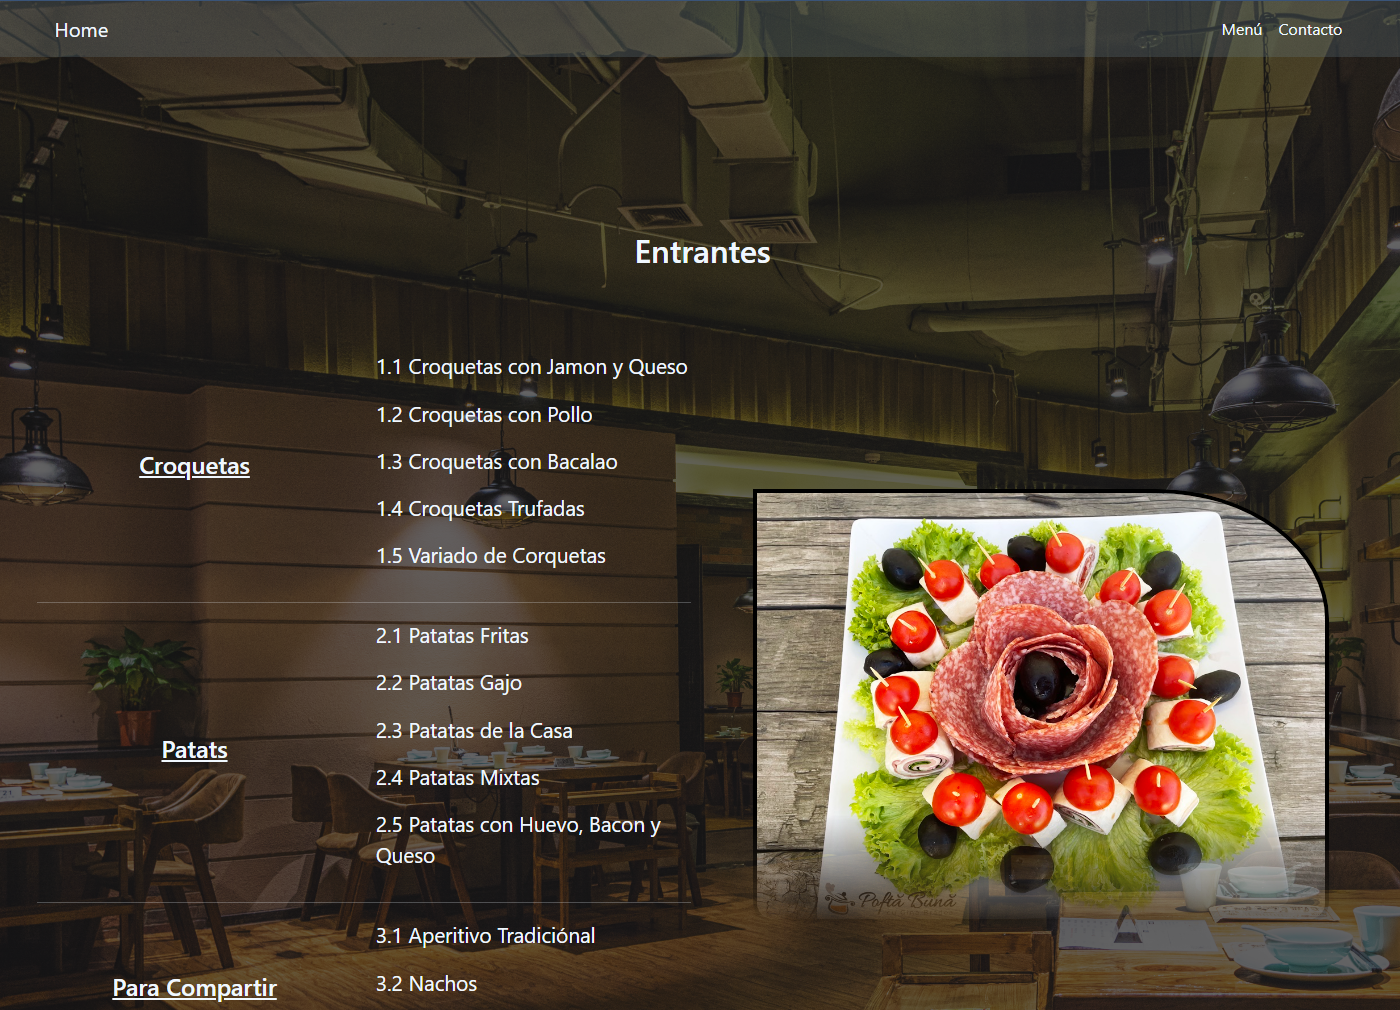 Home
Menú Contacto
Entrantes
Croquetas
1.1 Croquetas con Jamon y Queso
1.2 Croquetas con Pollo
1.3 Croquetas con Bacalao
1.4 Croquetas Trufadas
1.5 Variado de Corquetas
Patats
2.1 Patatas Fritas
2.2 Patatas Gajo
2.3 Patatas de la Casa
2.4 Patatas Mixtas
2.5 Patatas con Huevo, Bacon y
Queso
Para Compartir
3.1 Aperitivo Tradiciónal
3.2 Nachos
Poftă Bună